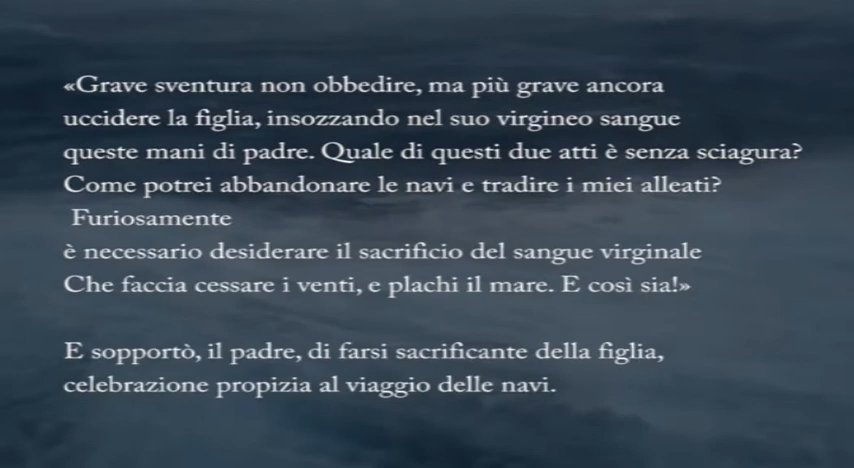 «Grave sventura non obbedire, ma più grave ancora
uccidere la figlia, insozzando nel suo virgineo sangue
queste mani di padre. Quale di questi due atti è senza sciagura?
Come potrei abbandonare le navi e tradire i miei alleati?
Furiosamente
è necessario desiderare il sacrificio del sangue virginale
Che faccia cessare i venti, e plachi il mare. E così sia!»
E sopportò, il padre, di farsi sacrificante della figlia,
celebrazione propizia al viaggio delle navi.